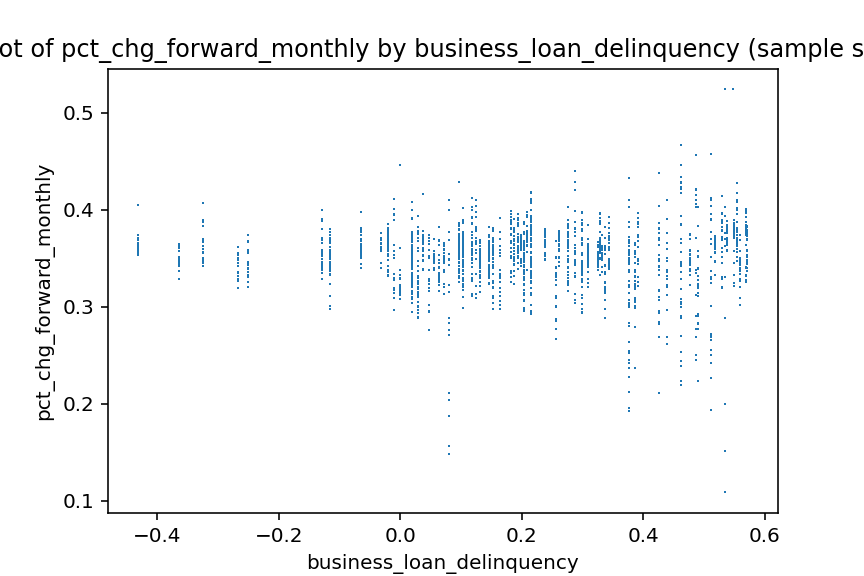 ot of pct_chg_forward_monthly by business_loan_delinquency (sample s
0.5
0.4
0.3
0.2
0.1
pct_chg_forward_monthly
−0.4 −0.2 0.0 0.2 0.4 0.6
business_loan_delinquency